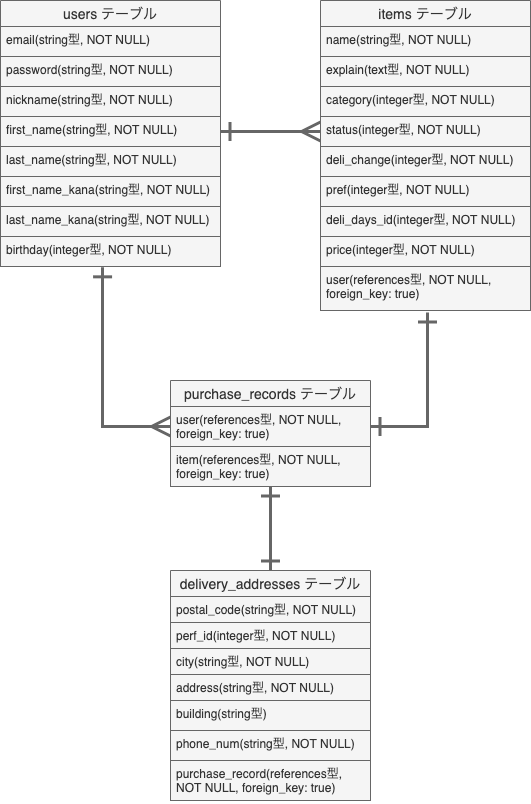 users テーブル
email(string型, NOT NULL)
password(string型, NOT NULL)
nickname(string型, NOT NULL)
first_name(string型, NOT NULL)
last_name(string型, NOT NULL)
first_name_kana(string型, NOT NULL)
last_name_kana(string型, NOT NULL)
birthday(integer型, NOT NULL)
items テーブル
name(string型, NOT NULL)
explain(text型, NOT NULL)
category(integer型, NOT NULL)
status(integer型, NOT NULL)
deli_change(integer型, NOT NULL)
pref(integer型, NOT NULL)
deli_days_id(integer型, NOT NULL)
price(integer型, NOT NULL)
user(references型, NOT NULL,
foreign_key: true)
purchase_records テーブル
user(references型, NOT NULL,
foreign_key: true)
item(references型, NOT NULL,
foreign_key: true)
delivery_addresses テーブル
postal_code(string型, NOT NULL)
perf_id(integer型, NOT NULL)
city(string型, NOT NULL)
address(string型, NOT NULL)
building(string型)
phone_num(string型, NOT NULL)
purchase_record(references型,
NOT NULL, foreign_key: true)